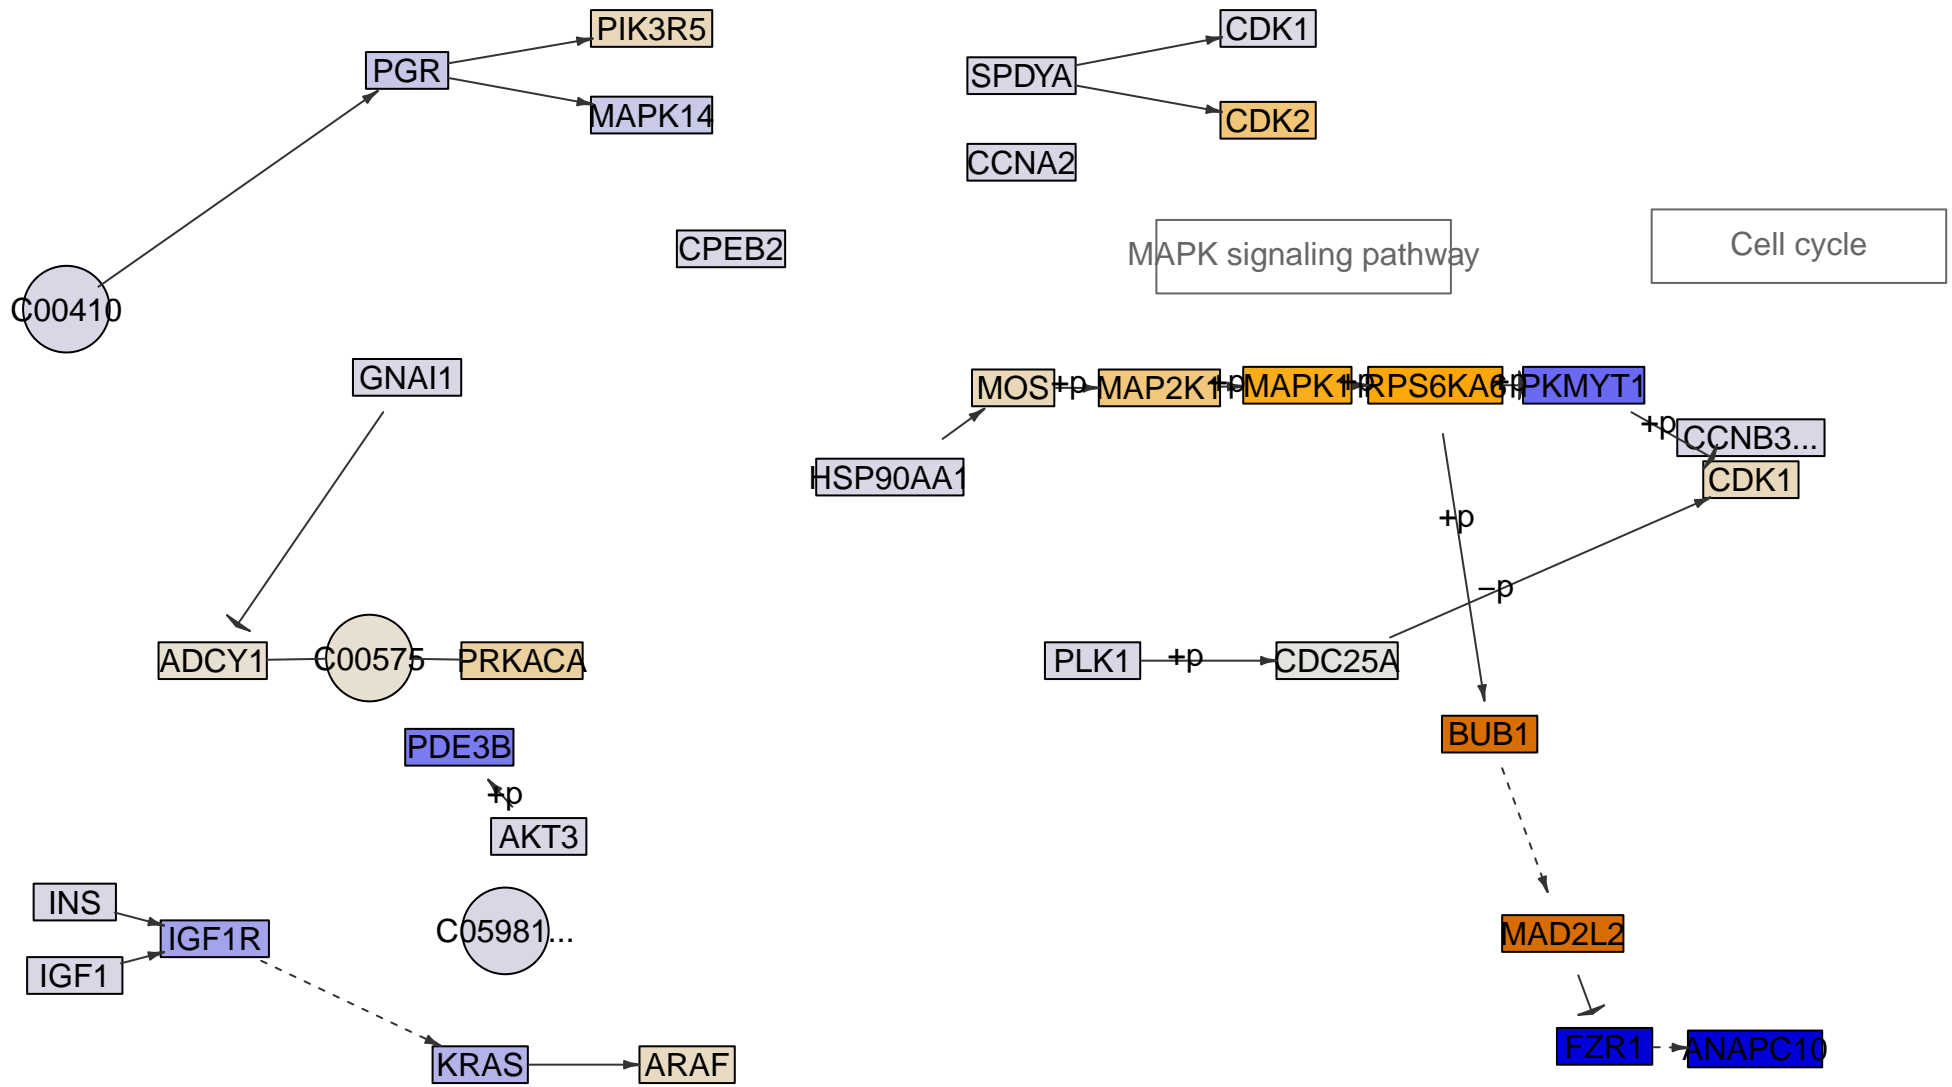 PIK3R5
CDK1
PGR
SPDYA
MAPK14
CDK2
CCNA2
CPEB2
MAPK signaling pathway
Cell cycle
C00410
GNAI1
MOS
+p
MAP2K1
+p
MAPK1
+p
RPS6KA6
+p
PKMYT1
+p
CCNB3...
HSP90AA1
CDK1
+p
−p
ADCY1
C00575
PRKACA
PLK1
+p
CDC25A
BUB1
PDE3B
+p
AKT3
INS
IGF1R
C05981...
MAD2L2
IGF1
KRAS
ARAF
FZR1
ANAPC10